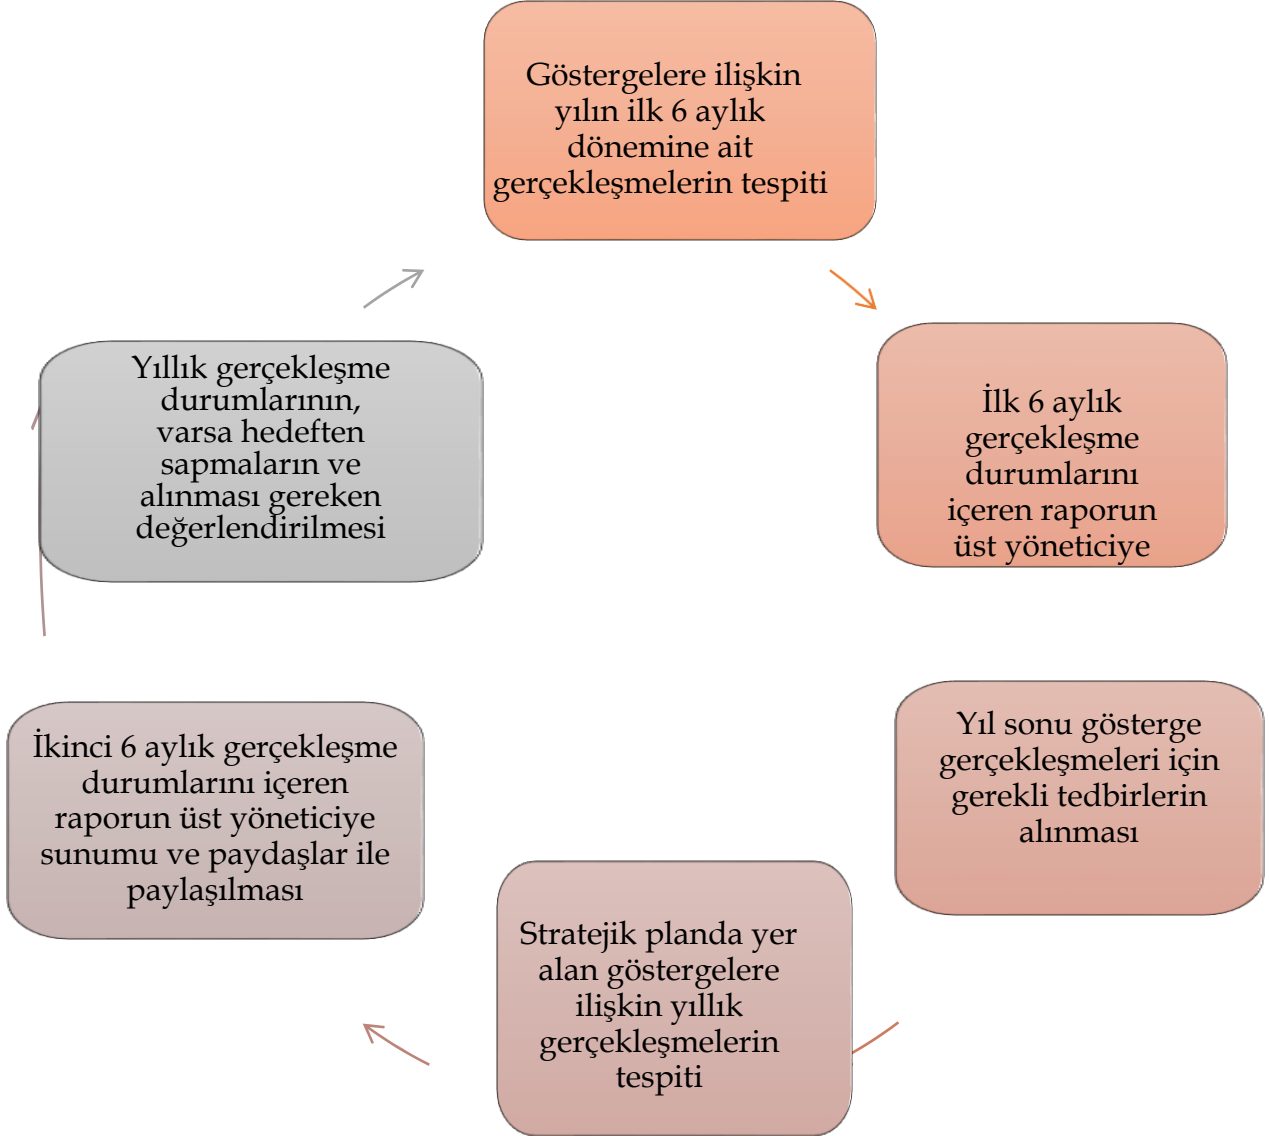 Göstergelere ilişkin
yılın ilk 6 aylık
dönemine ait
gerçekleşmelerin tespiti
İlk 6 aylık
gerçekleşme
durumlarını
içeren raporun
üst yöneticiye
Yıl sonu gösterge
gerçekleşmeleri için
gerekli tedbirlerin
alınması
Stratejik planda yer
alan göstergelere
ilişkin yıllık
gerçekleşmelerin
tespiti
İkinci 6 aylık gerçekleşme
durumlarını içeren
raporun üst yöneticiye
sunumu ve paydaşlar ile
paylaşılması
Yıllık gerçekleşme
durumlarının,
varsa hedeften
sapmaların ve
alınması gereken
değerlendirilmesi